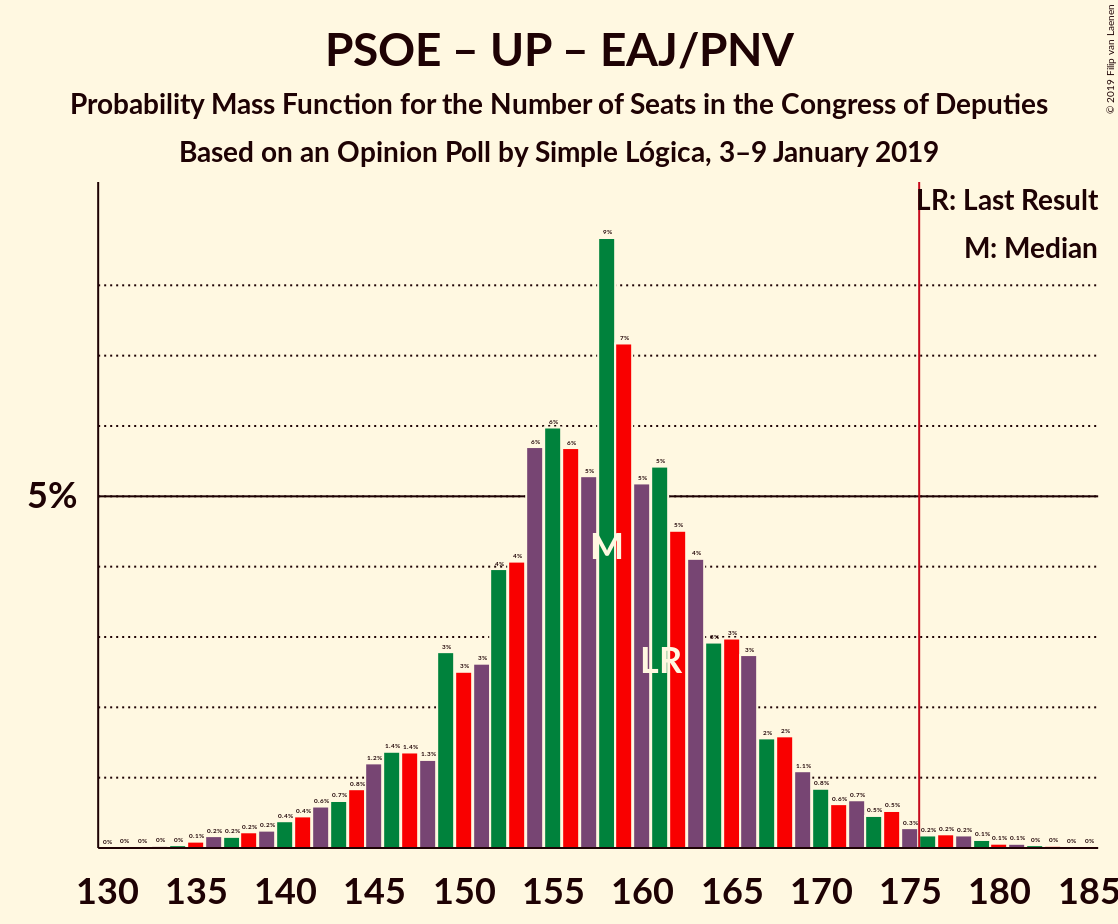 PSOE – UP – EAJ/PNV
Probability Mass Function for the Number of Seats in the Congress of Deputies
Based on an Opinion Poll by Simple Lógica, 3–9 January 2019
© 2019 Filip van Laenen
LR: Last Result
M: Median
5%
0% 0% 0% 0% 0% 0.1% 0.2% 0.2% 0.2% 0.2% 0.4% 0.4% 0.6% 0.7% 0.8% 1.2% 1.4% 1.4% 1.3% 3% 3% 3% 4% 4% 6% 6% 6% 5% 9% 7% 5% 5% 5% 4% 3% 3% 3% 2% 2% 1.1% 0.8% 0.6% 0.7% 0.5% 0.5% 0.3% 0.2% 0.2% 0.2% 0.1% 0.1% 0.1% 0% 0% 0% 0%
M
LR
130 135 140 145 150 155 160 165 170 175 180 185